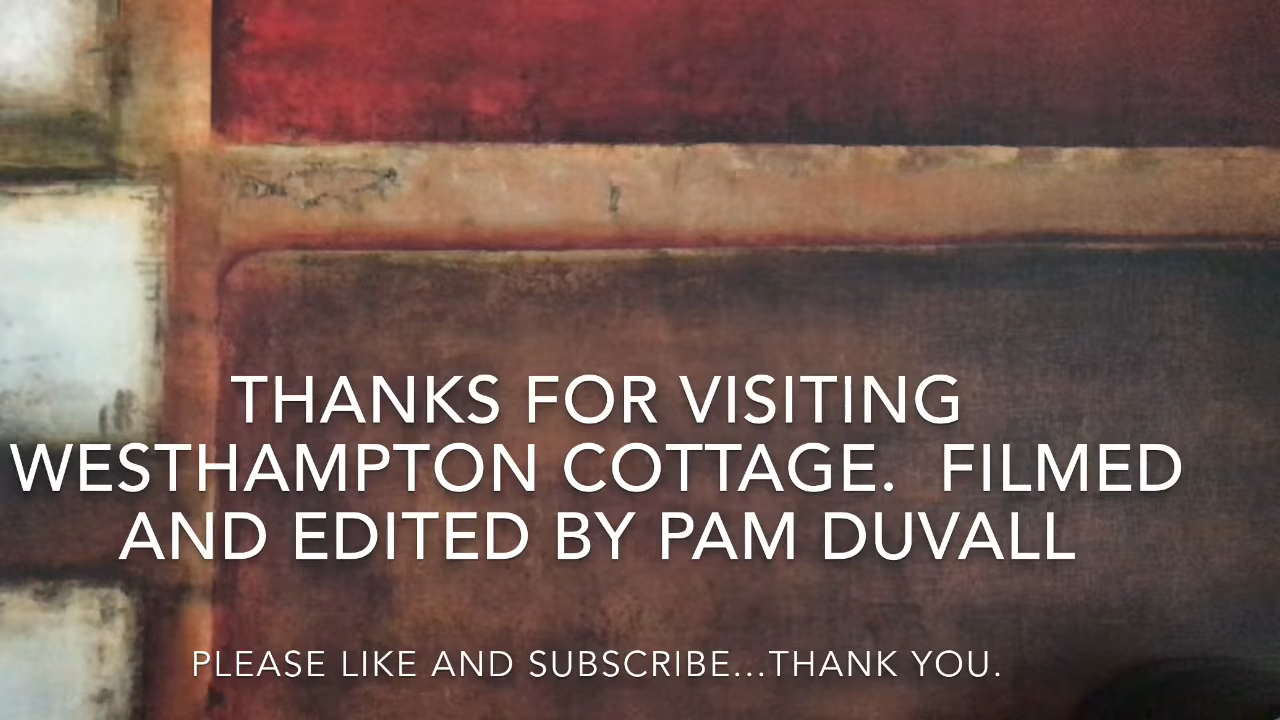 THANKS FOR VISITING
WESTHAMPTON COTTAGE.  FILMED
AND EDITED BY PAM DUVALL
PLEASE LIKE AND SUBSCRIBE...THANK YOU.